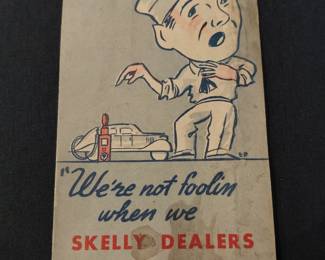 "We're not foolin
when we
SKELLY DEALERS